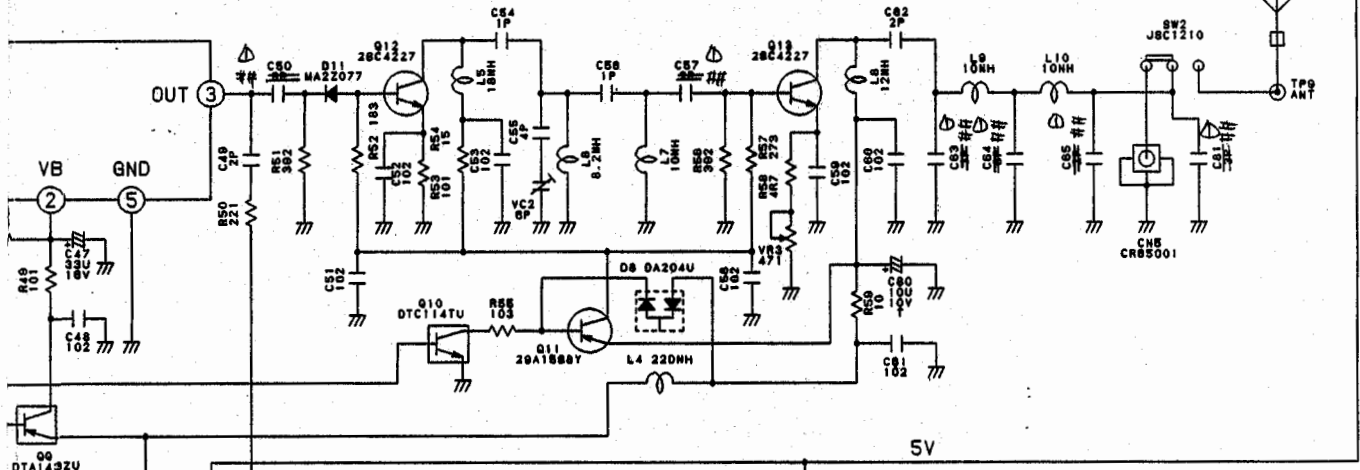 C54
1P
C62
2P
Q12
2SC4227
Q13
2SC4227
SW2
JSC1210
D
##
C50
D11
MA2Z077
L5
18NH
C56
1P
C57
D
##
L8
12NH
L9
10NH
L10
10NH
TP9
ANT
OUT
3
C49
2P
R51
392
R52
183
C52
102
R54
15
R53
101
C53
102
C55
4P
L6
8.2NH
L7
10NH
R56
392
R57
273
R58
4R7
C59
102
C60
102
D
##
C63
D
##
C64
D
##
C65
D
##
C61
VB
2
GND
5
R50
221
VC2
6P
CN5
CR85001
C47
33U
16V
R49
101
C51
102
D8 DA204U
C58
102
VR3
471
C60
10U
10V
T
R59
10
Q10
DTC114TU
R55
103
Q11
C48
102
L4 220NH
C61
102
5V
Q9
DTA143ZU